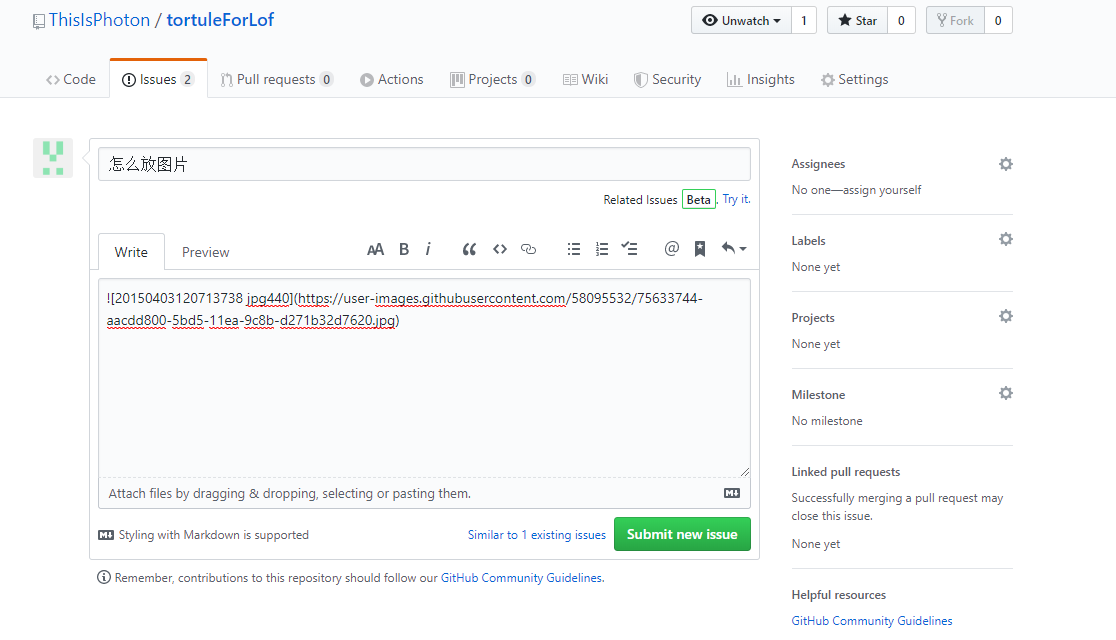 ThisIsPhoton / tortuleForLof
Unwatch 1 Star 0 Fork 0
Code Issues 2 Pull requests 0 Actions Projects 0 Wiki Security Insights Settings
怎么放图片
Related Issues Beta . Try it.
Write Preview AA B i “ <> @
![20150403120713738 jpg440](https://user-images.githubusercontent.com/58095532/75633744-
aacdd800-5bd5-11ea-9c8b-d271b32d7620.jpg)
Attach files by dragging & dropping, selecting or pasting them.
Styling with Markdown is supported
Similar to 1 existing issues
Submit new issue
Remember, contributions to this repository should follow our GitHub Community Guidelines.
Assignees
No one—assign yourself
Labels
None yet
Projects
None yet
Milestone
No milestone
Linked pull requests
Successfully merging a pull request may
close this issue.
None yet
Helpful resources
GitHub Community Guidelines